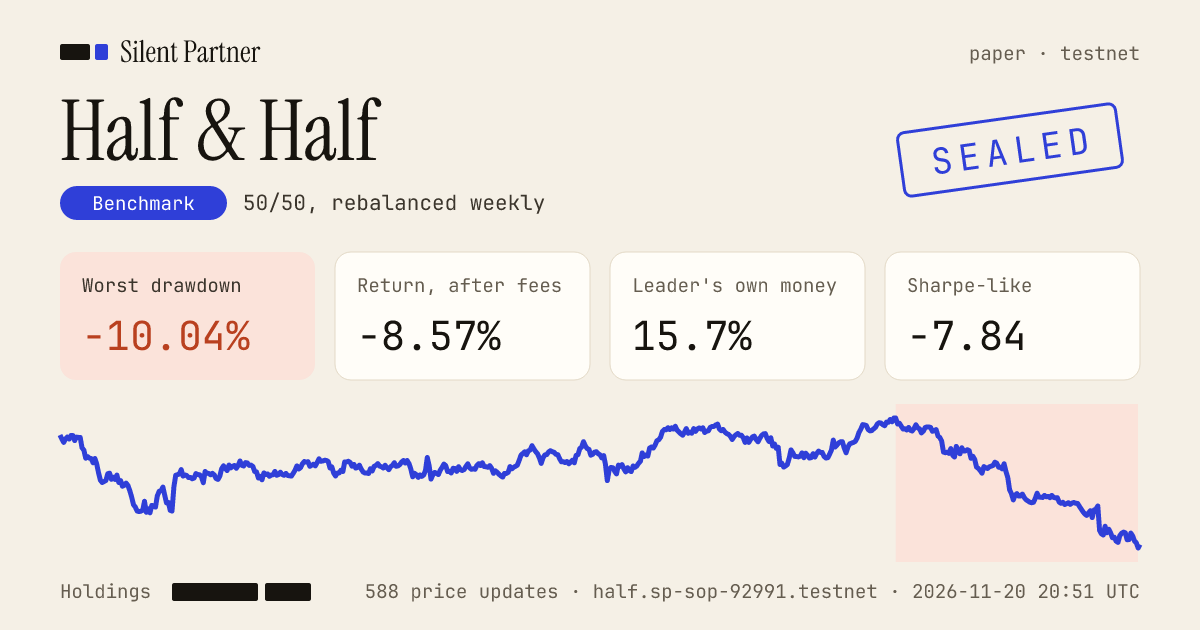 Silent Partner
paper · testnet
Half & Half
SEALED
Benchmark
50/50, rebalanced weekly
Worst drawdown
-10.04%
Return, after fees
-8.57%
Leader's own money
15.7%
Sharpe-like
-7.84
Holdings
588 price updates · half.sp-sop-92991.testnet · 2026-11-20 20:51 UTC